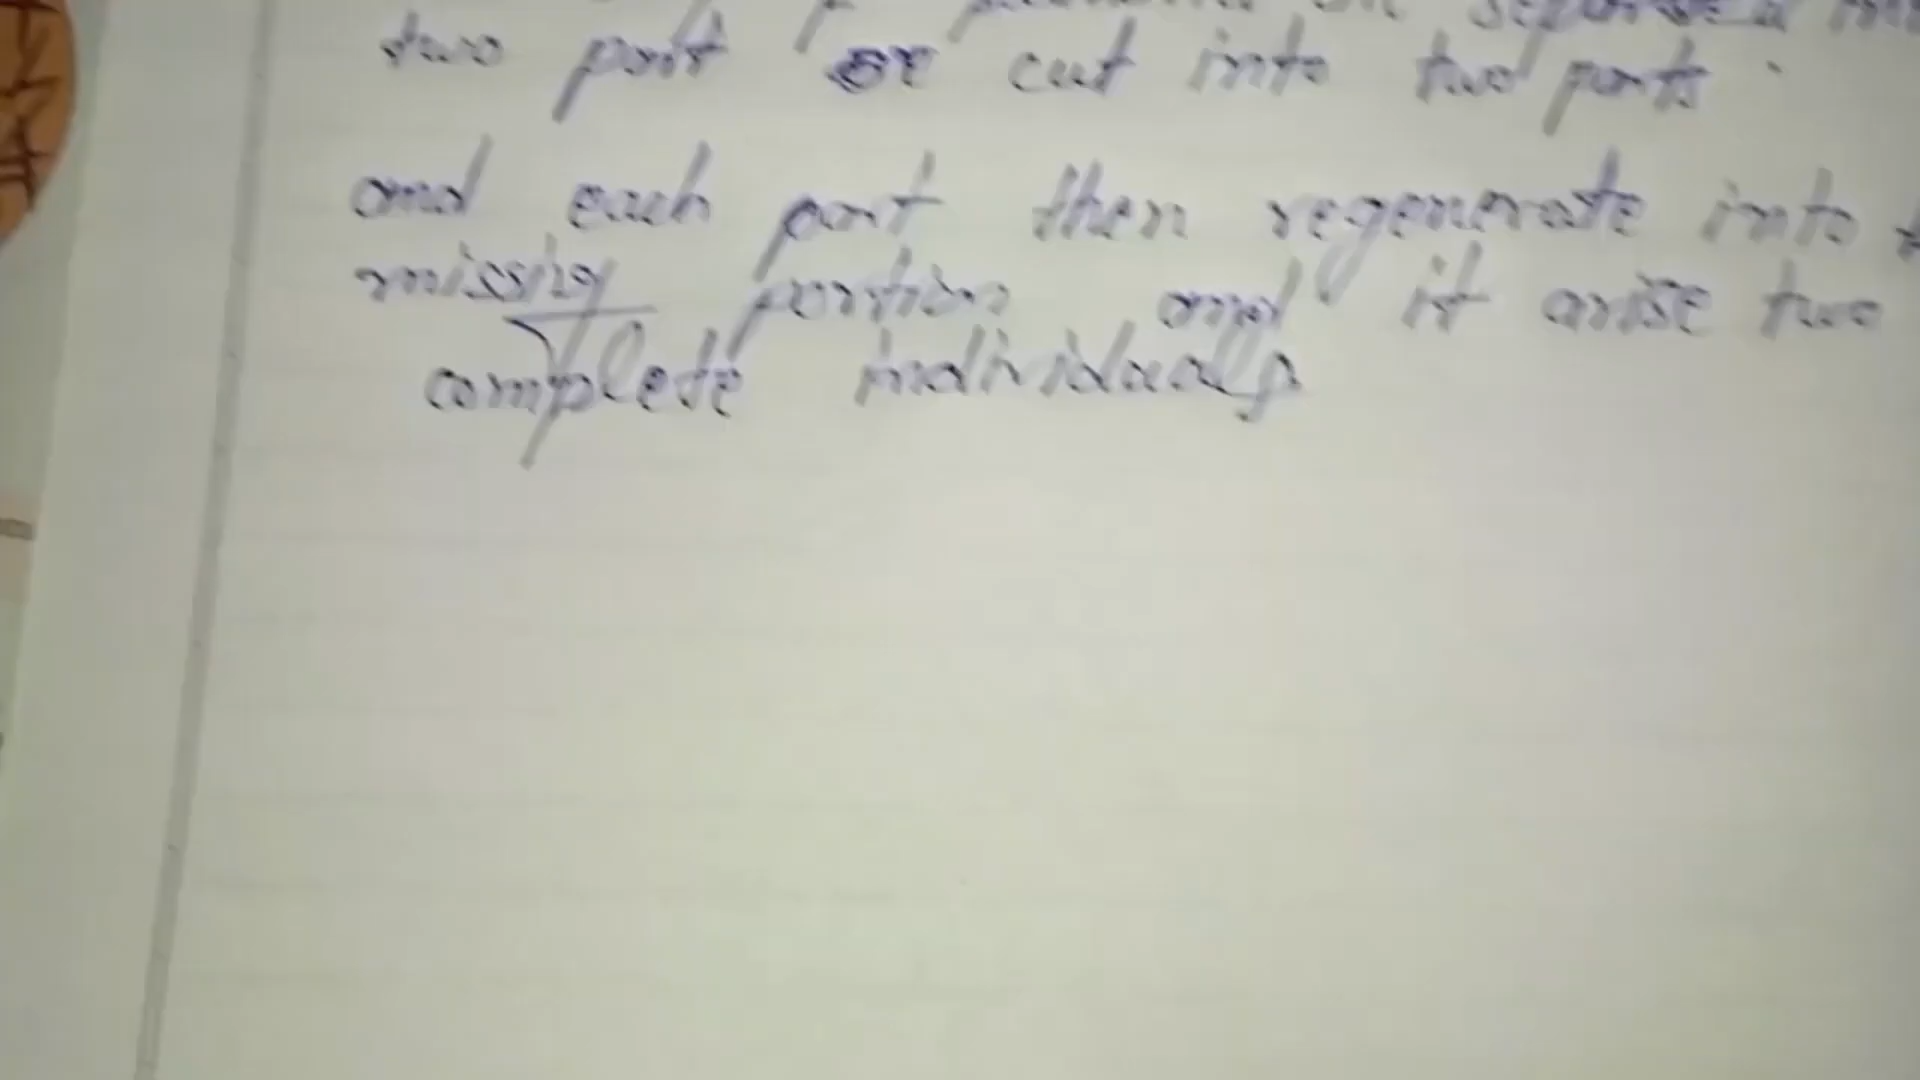 separated
two part or cut into two parts.
and each part then regenerate into
missing portion and it arise two
complete individuals